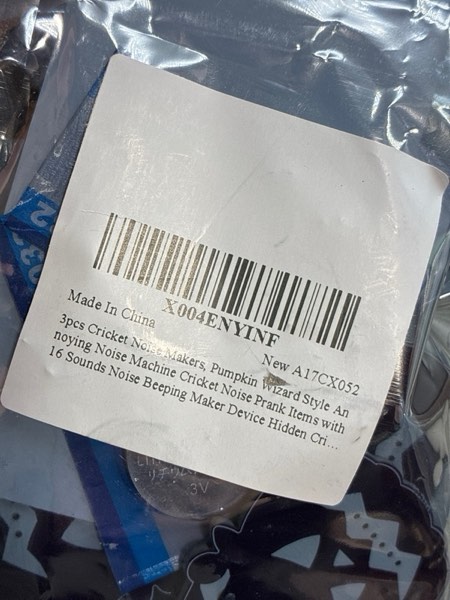 X004ENYINF
Made In China
New A17CX052
3pcs Cricket Noise Makers, Pumpkin Wizard Style An
noying Noise Machine Cricket Noise Prank Items with
16 Sounds Noise Beeping Maker Device Hidden Cri...
3V